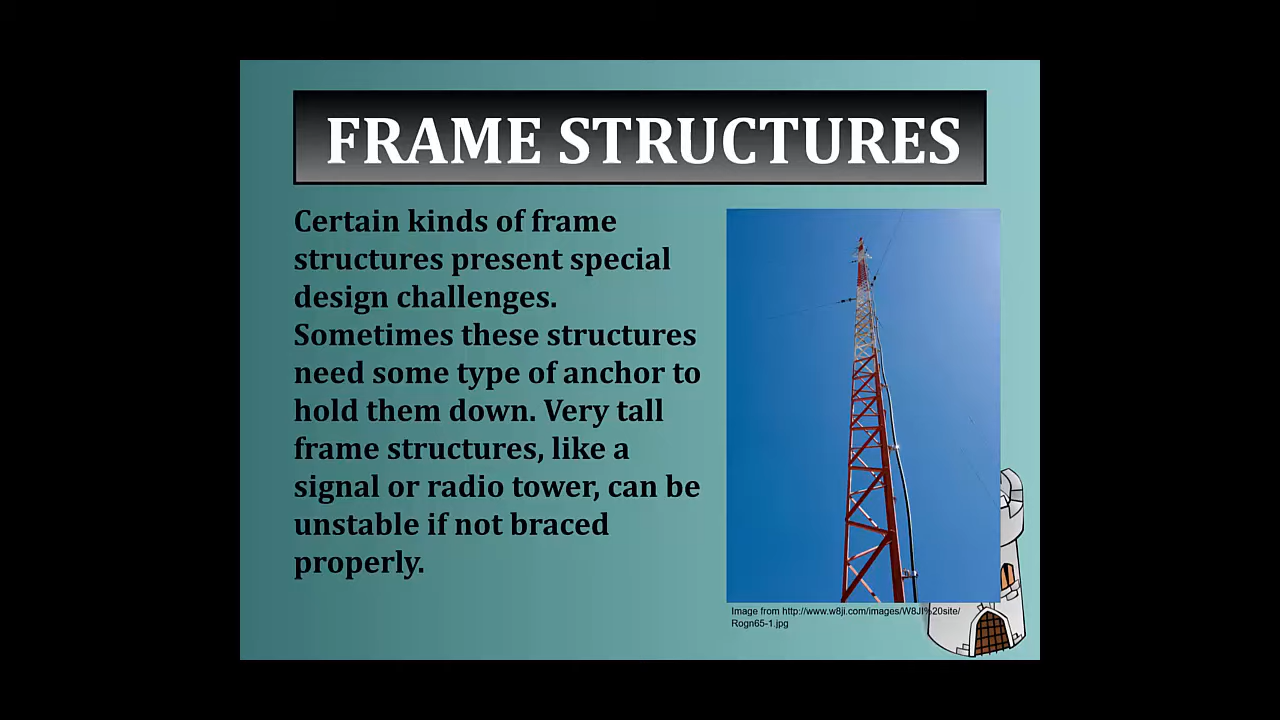 FRAME STRUCTURES
Certain kinds of frame
structures present special
design challenges.
Sometimes these structures
need some type of anchor to
hold them down. Very tall
frame structures, like a
signal or radio tower, can be
unstable if not braced
properly.
Image from http://www.w8ji.com/images/W8JI%20site/
Rogn65-1.jpg